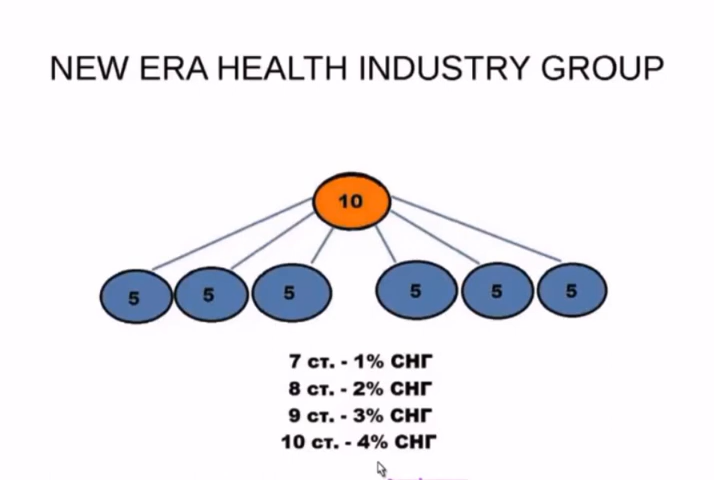 NEW ERA HEALTH INDUSTRY GROUP
10
5 5 5 5 5 5
7 ст. - 1% СНГ
8 ст. - 2% СНГ
9 ст. - 3% СНГ
10 ст. - 4% СНГ